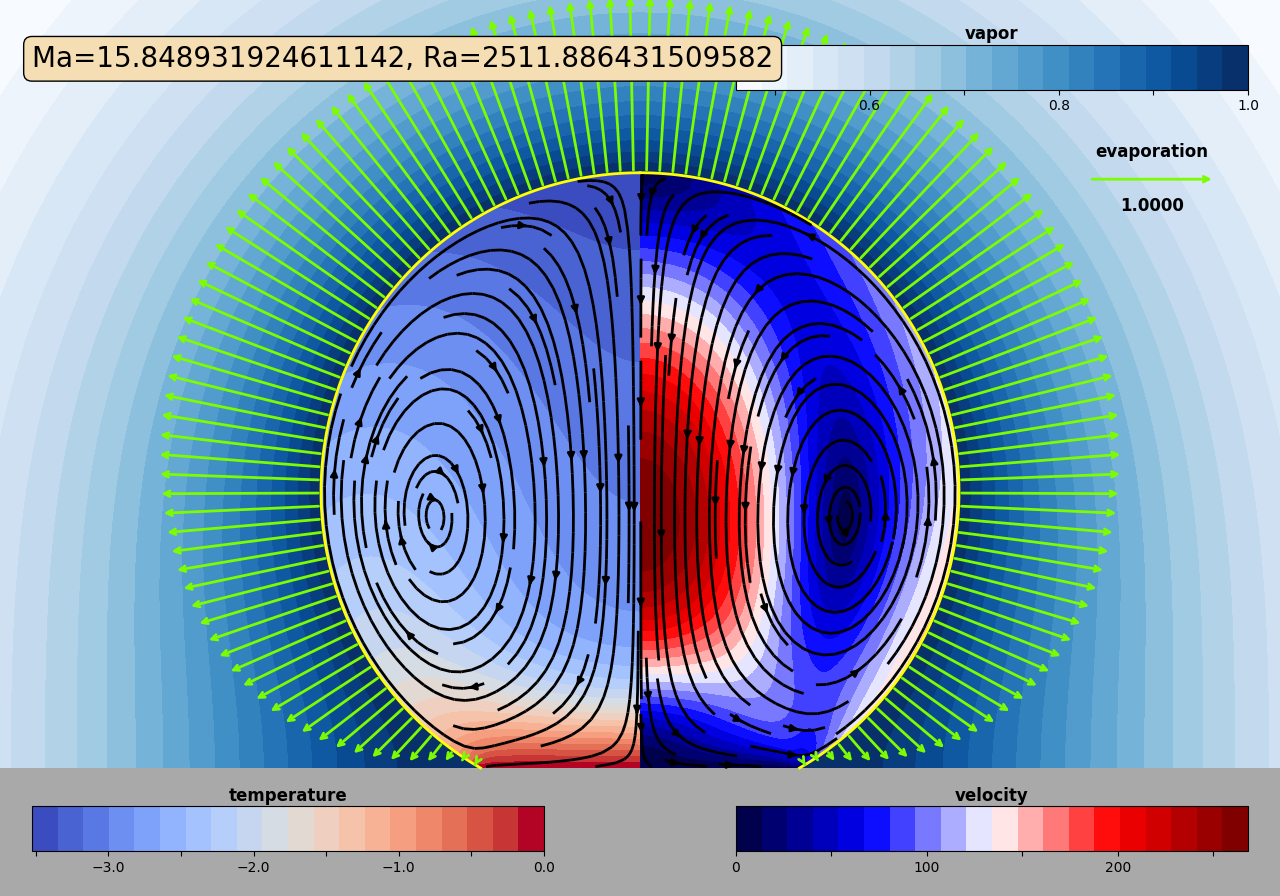 vapor
Ma=15.848931924611142, Ra=2511.886431509582
0.6 0.8 1.0
evaporation
1.0000
temperature
−3.0 −2.0 −1.0 0.0
velocity
0 100 200